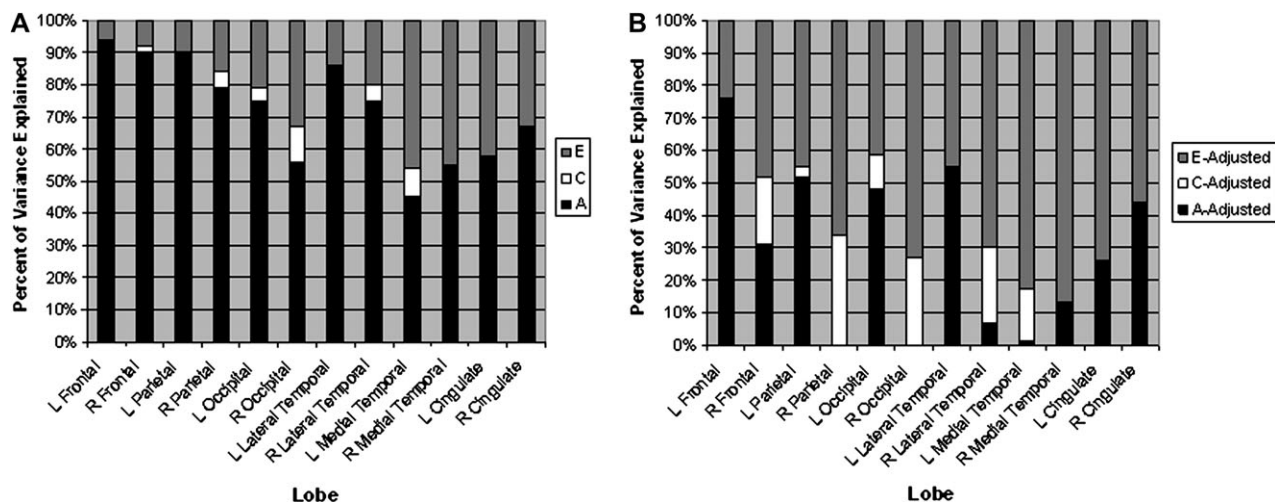 A
Percent of Variance Explained
100%
90%
80%
70%
60%
50%
40%
30%
20%
10%
0%
L Frontal
R Frontal
L Parietal
R Parietal
L Occipital
R Occipital
L Lateral Temporal
R Lateral Temporal
L Medial Temporal
R Medial Temporal
L Cingulate
R Cingulate
Lobe
E
C
A
B
Percent of Variance Explained
100%
90%
80%
70%
60%
50%
40%
30%
20%
10%
0%
L Frontal
R Frontal
L Parietal
R Parietal
L Occipital
R Occipital
L Lateral Temporal
R Lateral Temporal
L Medial Temporal
R Medial Temporal
L Cingulate
R Cingulate
Lobe
E-Adjusted
C-Adjusted
A-Adjusted